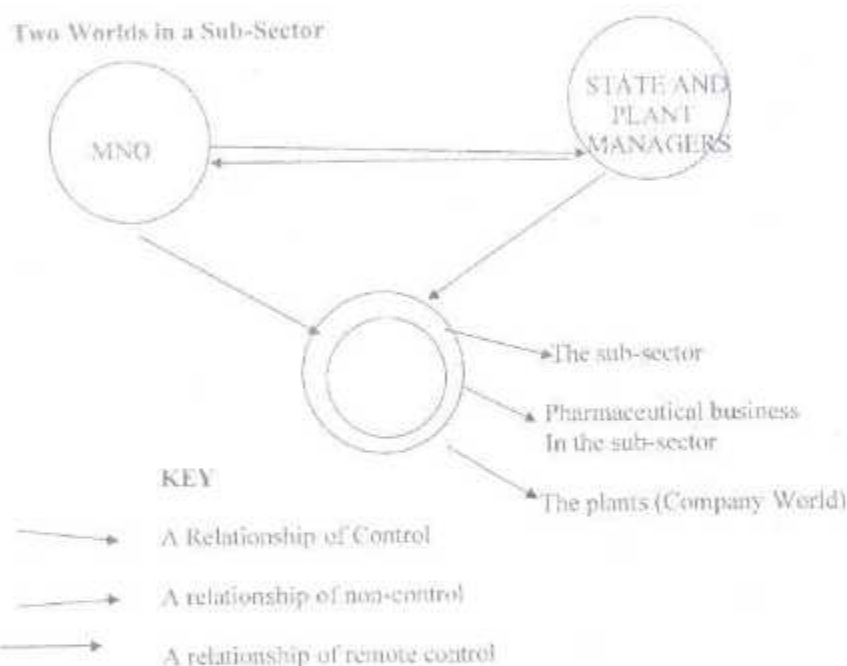 Two Worlds in a Sub-Sector
MNO
STATE AND
PLANT
MANAGERS
The sub-sector
Pharmaceutical business
In the sub-sector
The plants (Company World)
KEY
A Relationship of Control
A relationship of non-control
A relationship of remote control